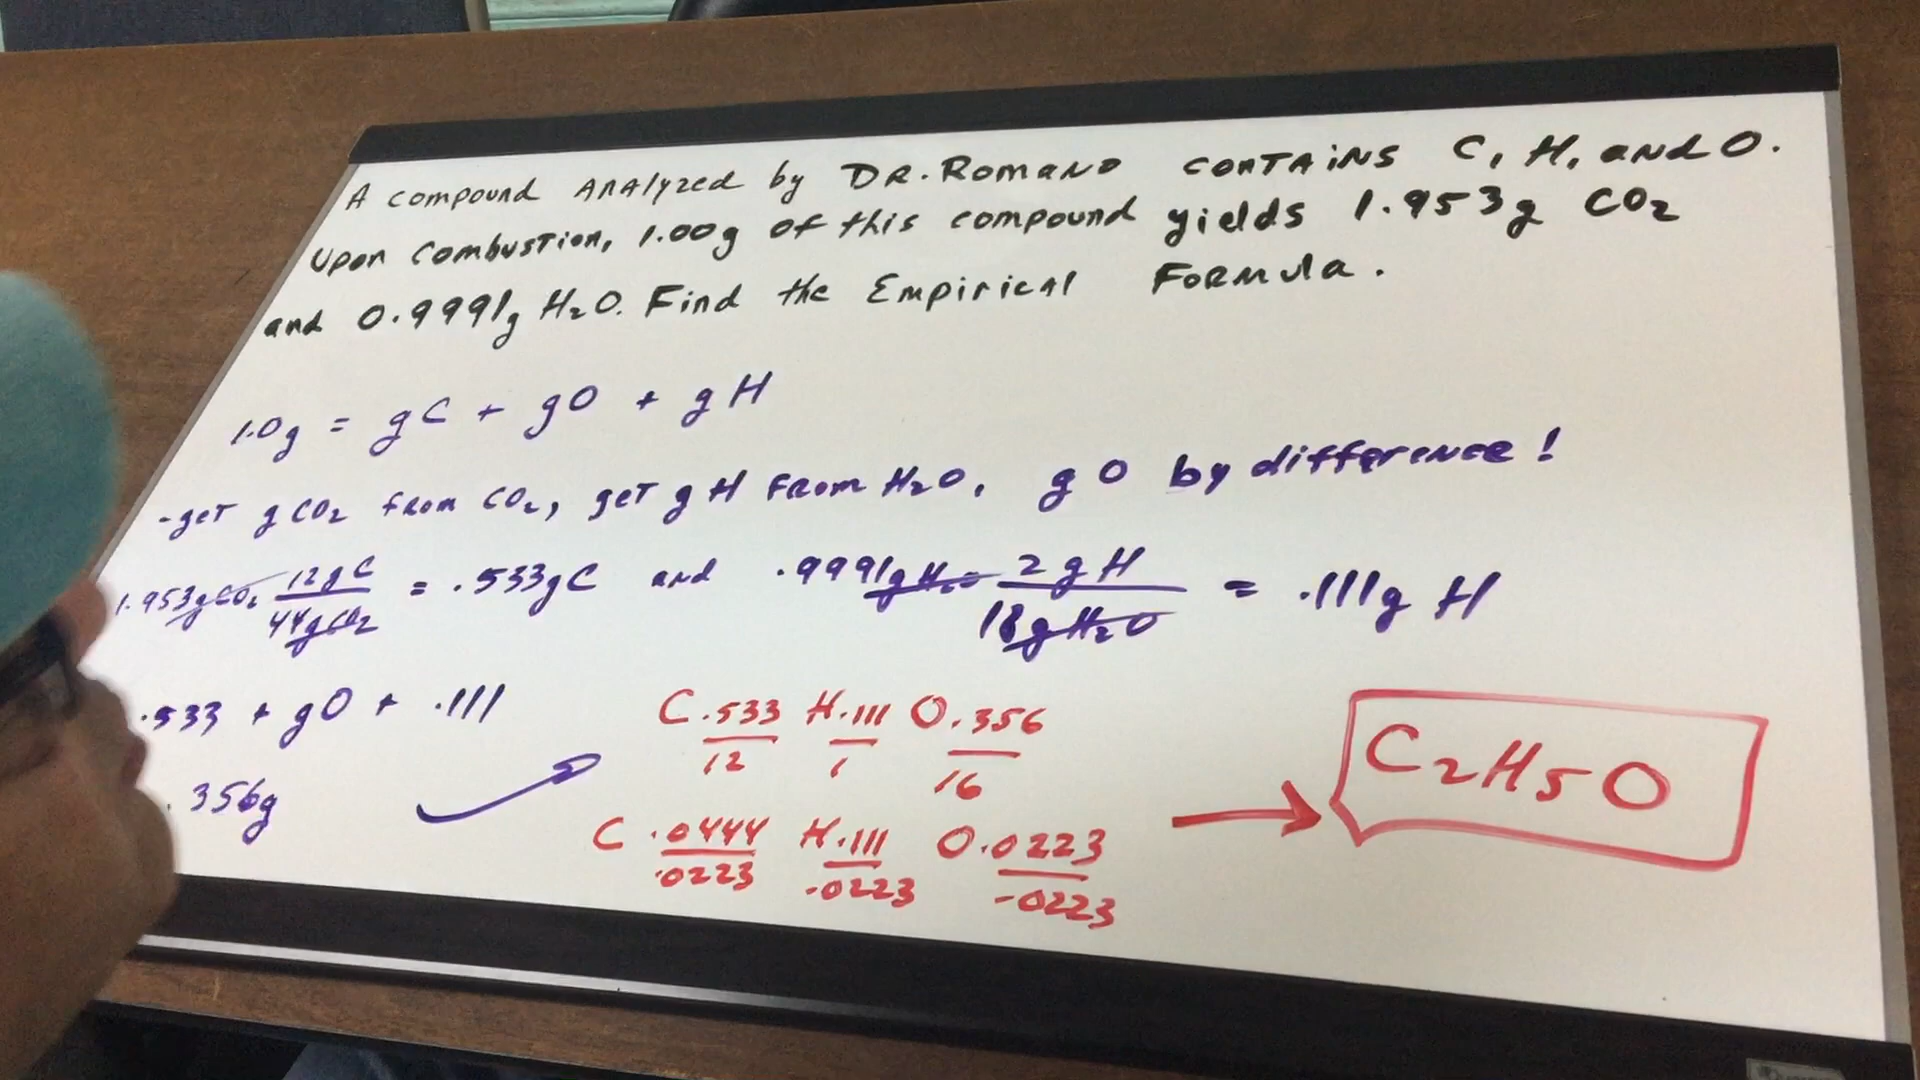 A compound ANAlyzed by DR. Romano CONTAiNS C, H, and O.
Upon Combustion, 1.00g of this compound yields 1.953g CO2
and 0.9991g H2O. Find the Empirical Formula.
1.0g = gC + gO + gH
-get gCO2 from CO2, get gH from H2O, gO by difference!
1.953gCO2 12gC/44gCO2 = .533gC and .9991gH2O 2gH/18gH2O = .111g H
.533 + gO + .111
.356g
C.533/12 H.111/1 O.356/16
C.0444/.0223 H.111/.0223 O.0223/.0223
C2H5O